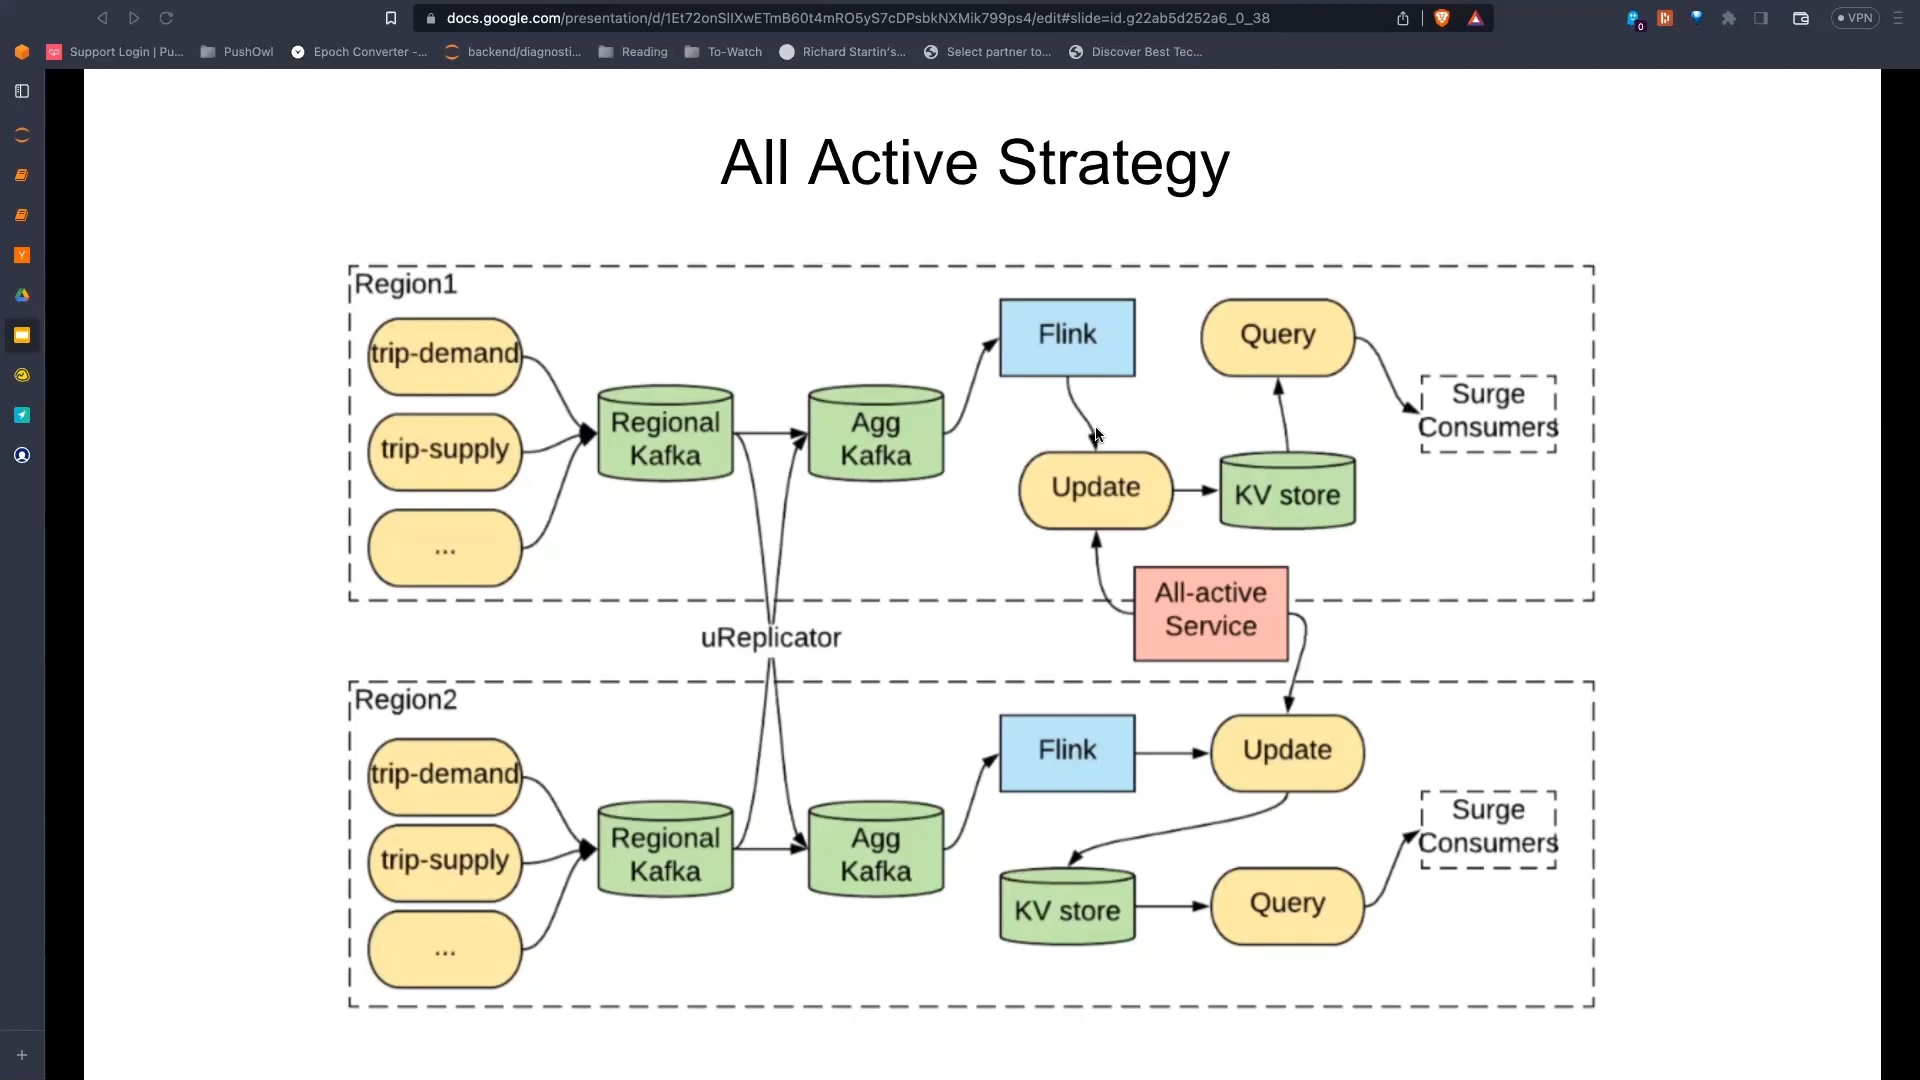 docs.google.com/presentation/d/1Et72onSlIXwETmB60t4mRO5yS7cDPsbkNXMik799ps4/edit#slide=id.g22ab5d252a6_0_38
0
VPN
Support Login | Pu...
PushOwl
Epoch Converter -...
backend/diagnosti...
Reading
To-Watch
Richard Startin's...
Select partner to...
Discover Best Tec...
All Active Strategy
Region1
trip-demand
trip-supply
...
Regional
Kafka
Agg
Kafka
Flink
Update
KV store
Query
Surge
Consumers
All-active
Service
uReplicator
Region2
trip-demand
trip-supply
...
Regional
Kafka
Agg
Kafka
Flink
Update
KV store
Query
Surge
Consumers